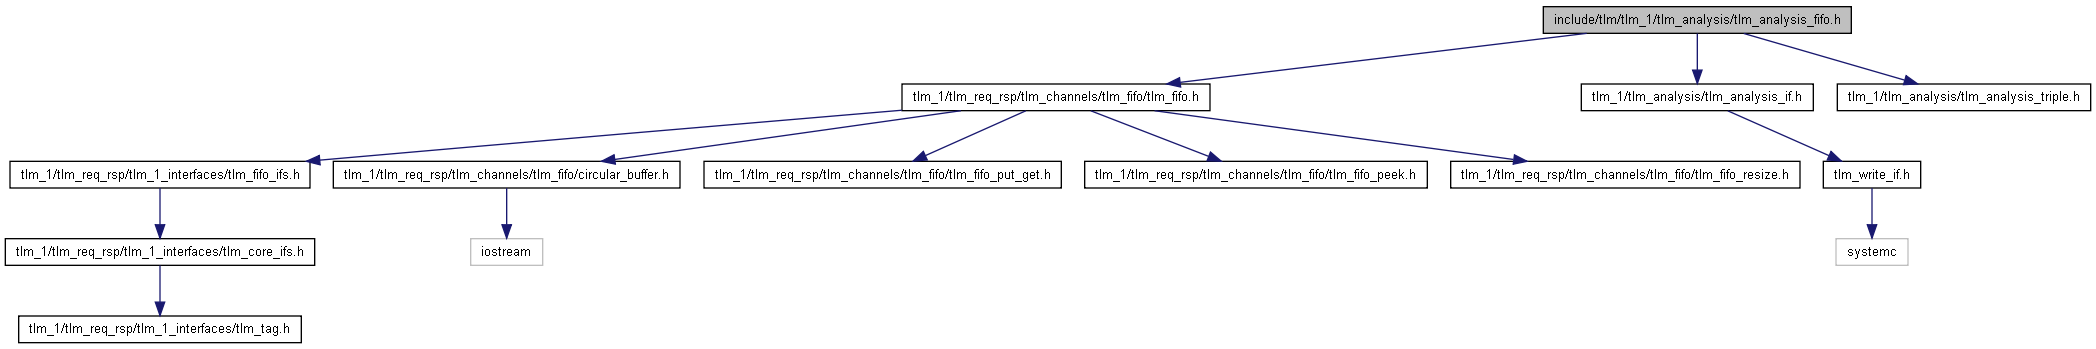 include/tlm/tlm_1/tlm_analysis/tlm_analysis_fifo.h
tlm_1/tlm_req_rsp/tlm_channels/tlm_fifo/tlm_fifo.h
tlm_1/tlm_analysis/tlm_analysis_if.h
tlm_1/tlm_analysis/tlm_analysis_triple.h
tlm_1/tlm_req_rsp/tlm_1_interfaces/tlm_fifo_ifs.h
tlm_1/tlm_req_rsp/tlm_channels/tlm_fifo/circular_buffer.h
tlm_1/tlm_req_rsp/tlm_channels/tlm_fifo/tlm_fifo_put_get.h
tlm_1/tlm_req_rsp/tlm_channels/tlm_fifo/tlm_fifo_peek.h
tlm_1/tlm_req_rsp/tlm_channels/tlm_fifo/tlm_fifo_resize.h
tlm_write_if.h
tlm_1/tlm_req_rsp/tlm_1_interfaces/tlm_core_ifs.h
iostream
systemc
tlm_1/tlm_req_rsp/tlm_1_interfaces/tlm_tag.h